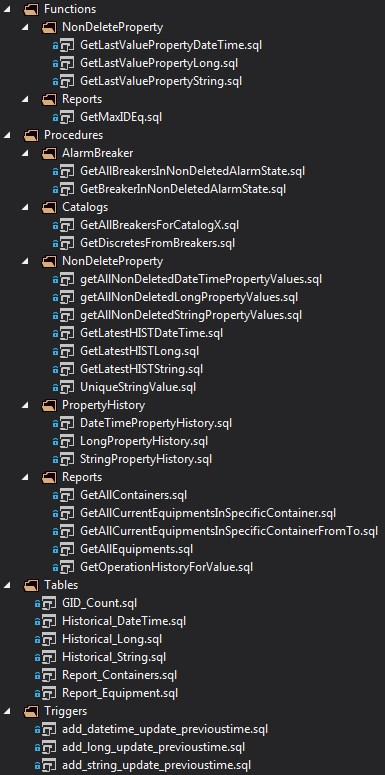 Functions
NonDeleteProperty
GetLastValuePropertyDateTime.sql
GetLastValuePropertyLong.sql
GetLastValuePropertyString.sql
Reports
GetMaxIDEq.sql
Procedures
AlarmBreaker
GetAllBreakersInNonDeletedAlarmState.sql
GetBreakerInNonDeletedAlarmState.sql
Catalogs
GetAllBreakersForCatalogX.sql
GetDiscretesFromBreakers.sql
NonDeleteProperty
getAllNonDeletedDateTimePropertyValues.sql
getAllNonDeletedLongPropertyValues.sql
getAllNonDeletedStringPropertyValues.sql
GetLatestHISTDateTime.sql
GetLatestHISTLong.sql
GetLatestHISTString.sql
UniqueStringValue.sql
PropertyHistory
DateTimePropertyHistory.sql
LongPropertyHistory.sql
StringPropertyHistory.sql
Reports
GetAllContainers.sql
GetAllCurrentEquipmentsInSpecificContainer.sql
GetAllCurrentEquipmentsInSpecificContainerFromTo.sql
GetAllEquipments.sql
GetOperationHistoryForValue.sql
Tables
GID_Count.sql
Historical_DateTime.sql
Historical_Long.sql
Historical_String.sql
Report_Containers.sql
Report_Equipment.sql
Triggers
add_datetime_update_previoustime.sql
add_long_update_previoustime.sql
add_string_update_previoustime.sql